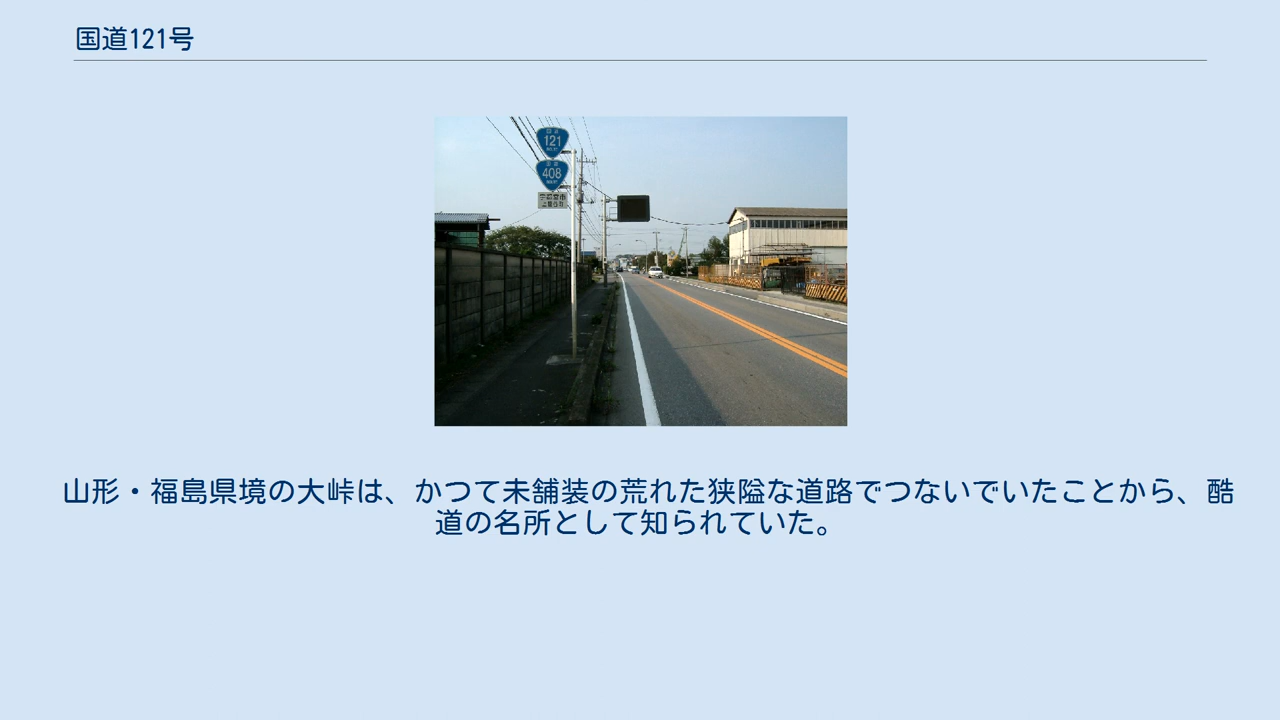 国道121号
121
408
山形・福島県境の大峠は、かつて未舗装の荒れた狭隘な道路でつないでいたことから、酷
道の名所として知られていた。